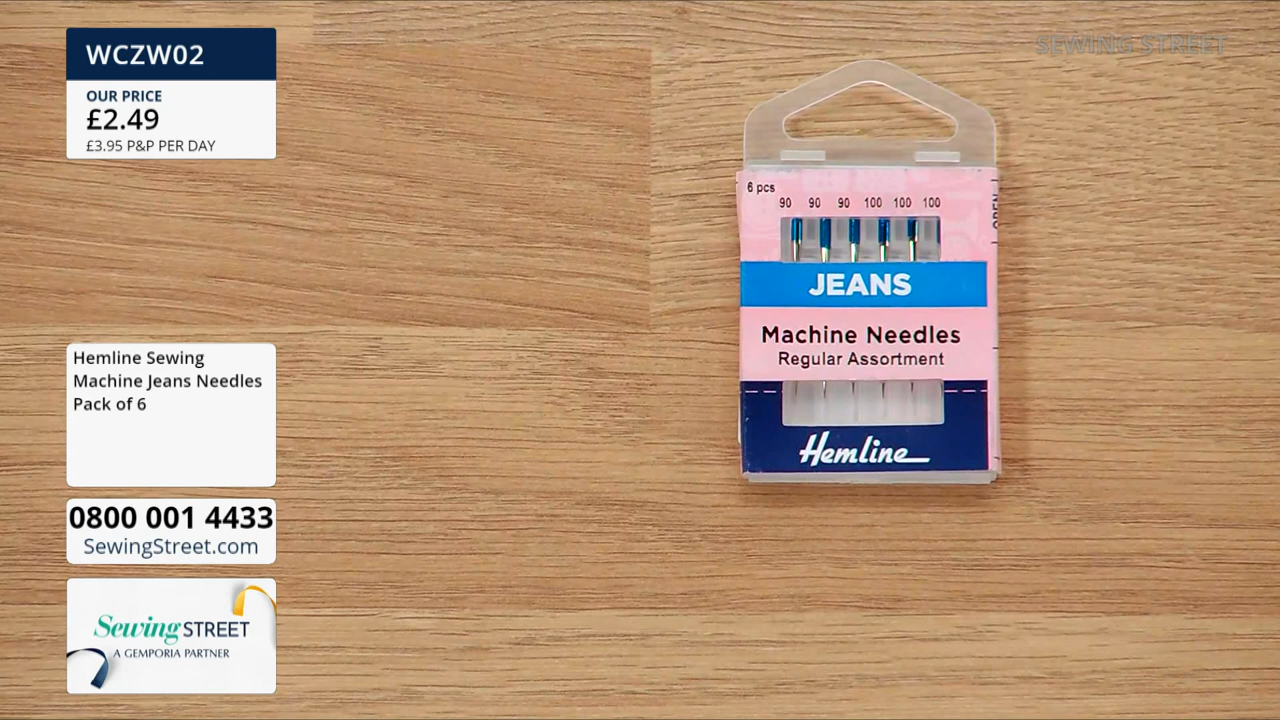 WCZW02
OUR PRICE
£2.49
£3.95 P&P PER DAY
Hemline Sewing
Machine Jeans Needles
Pack of 6
0800 001 4433
SewingStreet.com
Sewing STREET
A GEMPORIA PARTNER
SEWING STREET
6 pcs
90 90 90 100 100 100
OPEN
JEANS
Machine Needles
Regular Assortment
Hemline